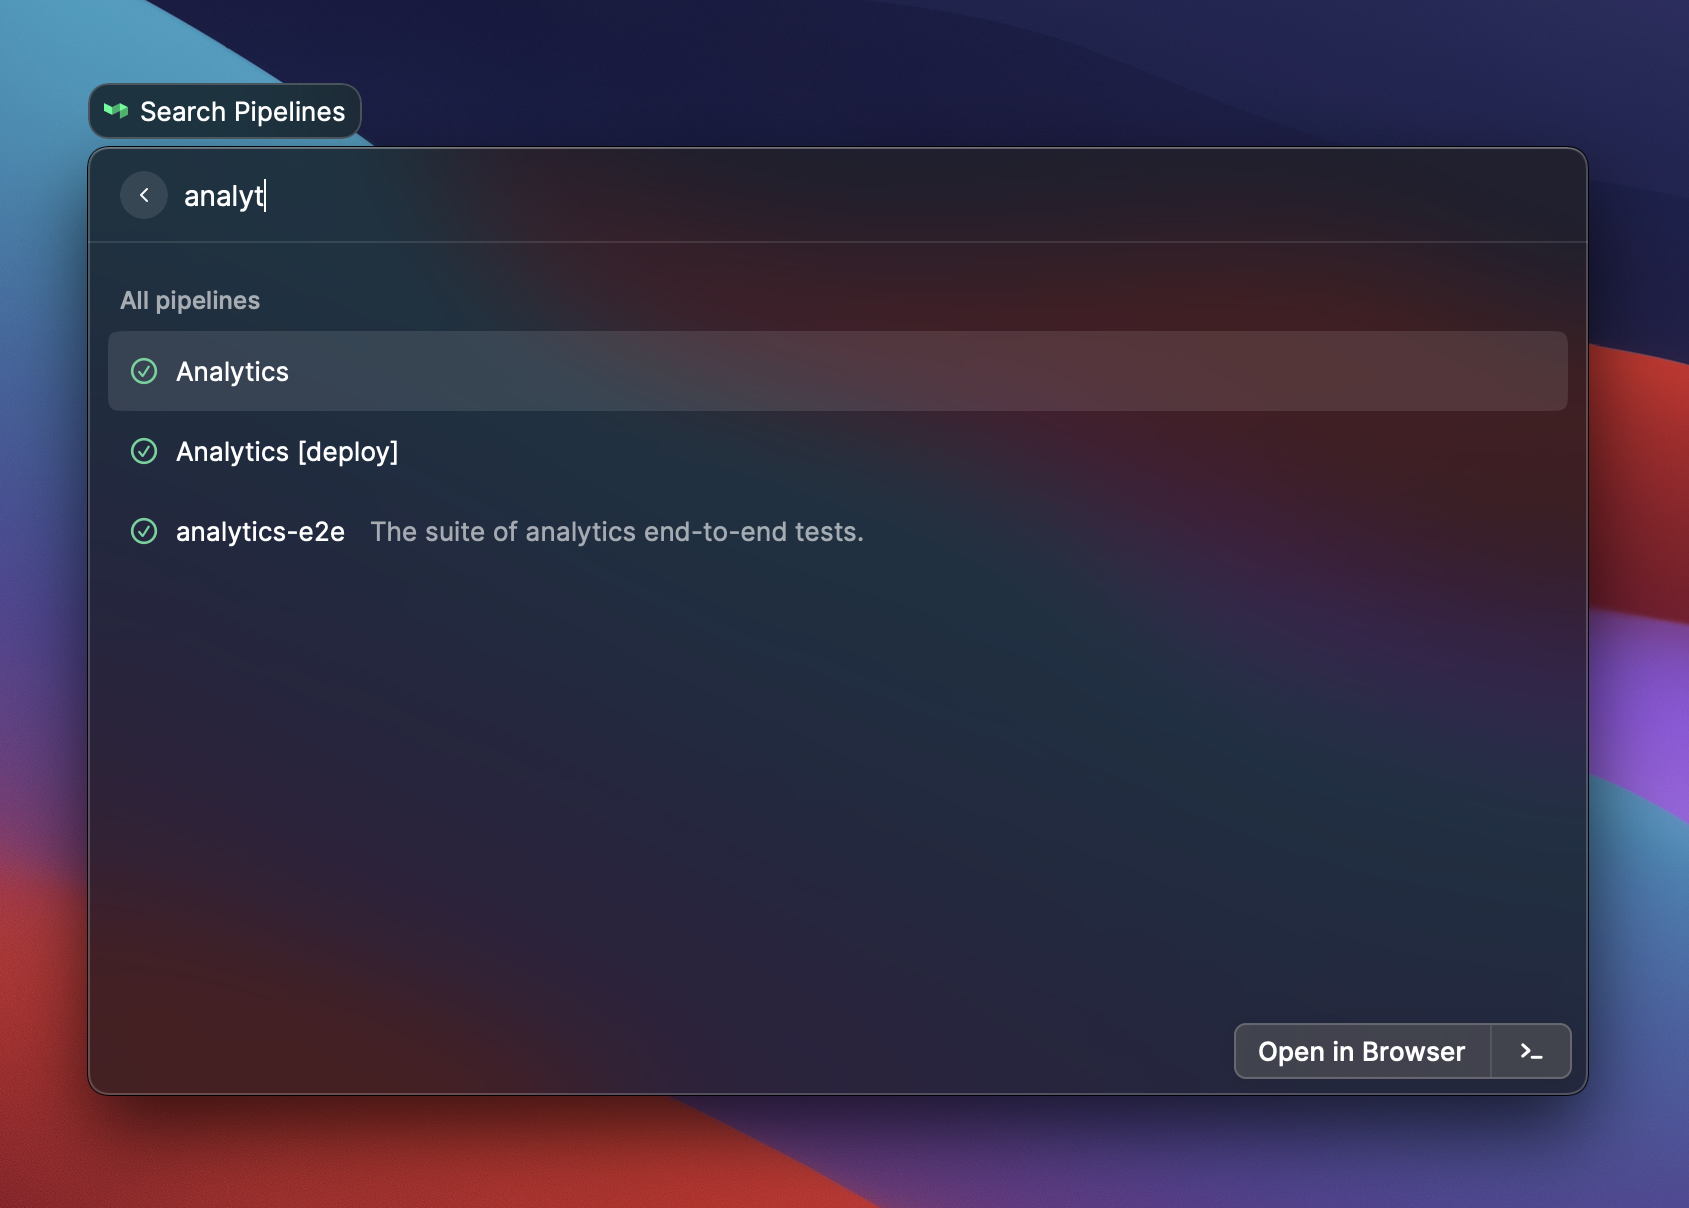 Search Pipelines
analyt
All pipelines
Analytics
Analytics [deploy]
analytics-e2e The suite of analytics end-to-end tests.
Open in Browser >_